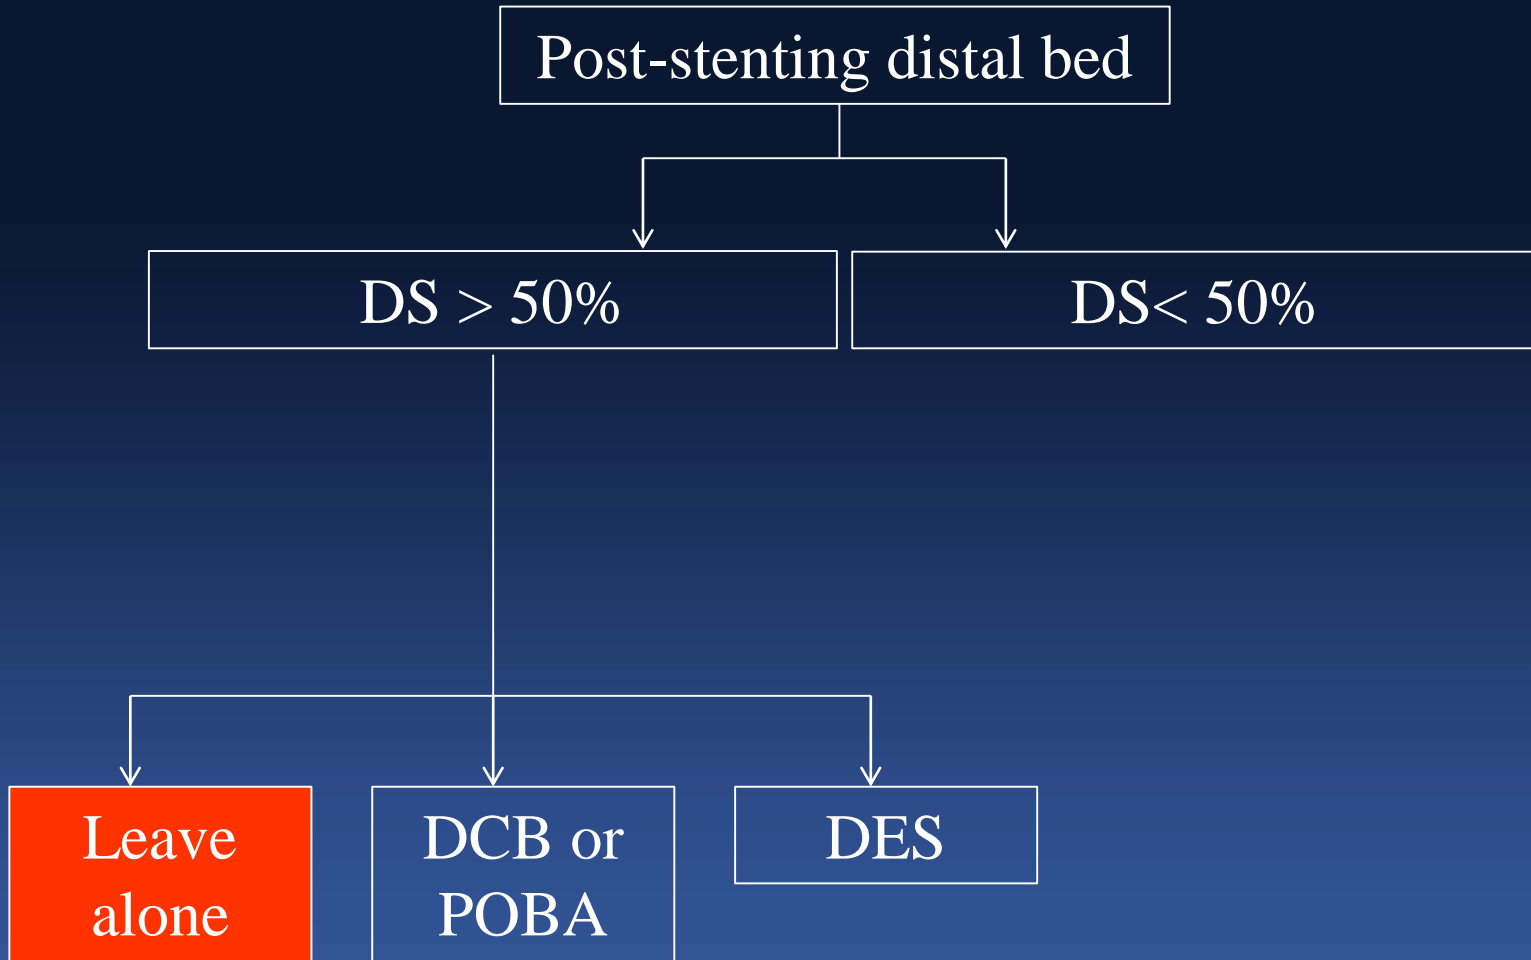 Post-stenting distal bed
DS > 50%
DS< 50%
Leave
alone
DCB or
POBA
DES